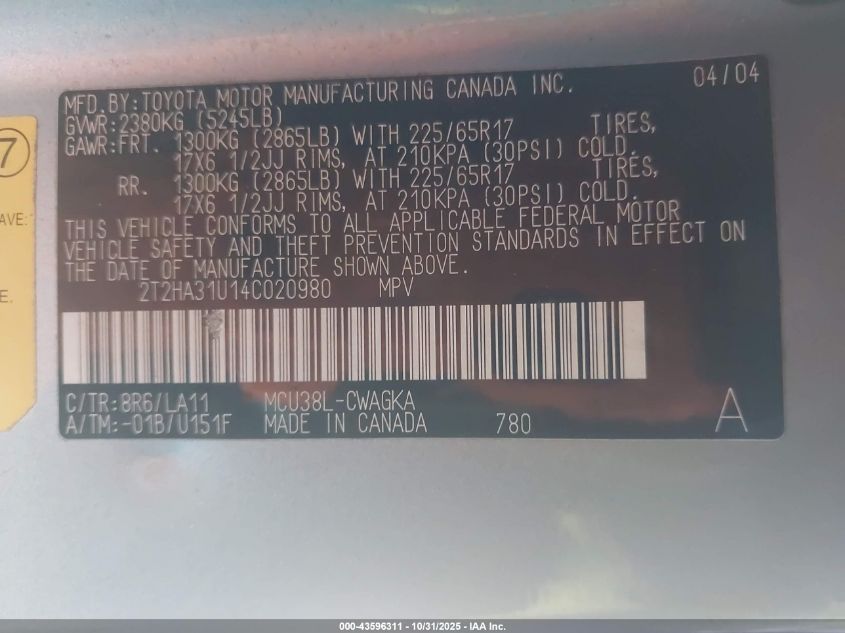 7
AVE:
E.
MFD. BY: TOYOTA MOTOR MANUFACTURING CANADA INC. 04/04
GVWR: 2380KG (5245LB)
GAWR: FRT. 1300KG (2865LB) WITH 225/65R17 TIRES,
17X6 1/2JJ RIMS, AT 210KPA (30PSI) COLD.
RR. 1300KG (2865LB) WITH 225/65R17 TIRES,
17X6 1/2JJ RIMS, AT 210KPA (30PSI) COLD.
THIS VEHICLE CONFORMS TO ALL APPLICABLE FEDERAL MOTOR
VEHICLE SAFETY AND THEFT PREVENTION STANDARDS IN EFFECT ON
THE DATE OF MANUFACTURE SHOWN ABOVE.
2T2HA31U14C020980 MPV
C/TR: 8R6/LA11 MCU38L-CWAGKA
A/TM: -01B/U151F MADE IN CANADA 780 A
000-43596311 - 10/31/2025 - IAA Inc.